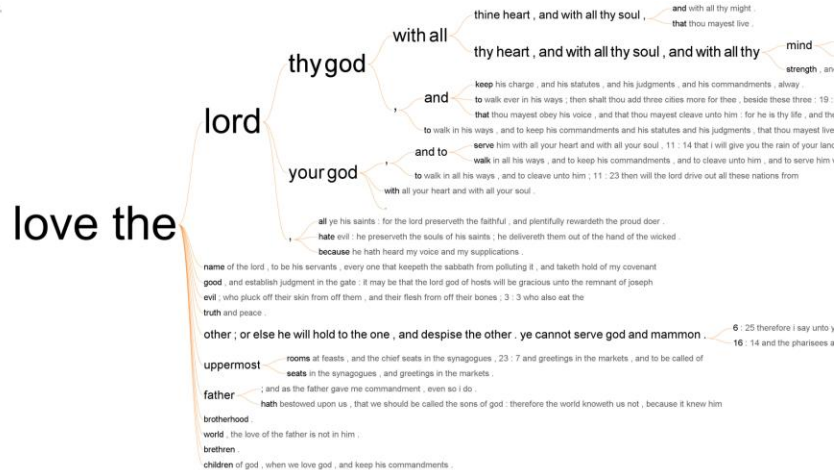 love the
lord
thy god
with all
thine heart , and with all thy soul ,
and with all thy might .
that thou mayest live .
thy heart , and with all thy soul , and with all thy
mind
strength , and
,
and
keep his charge , and his statutes , and his judgments , and his commandments , alway .
to walk ever in his ways ; then shalt thou add three cities more for thee , beside these three : 19 :
that thou mayest obey his voice , and that thou mayest cleave unto him : for he is thy life , and the
to walk in his ways , and to keep his commandments and his statutes and his judgments , that thou mayest live
your god
,
and to
serve him with all your heart and with all your soul , 11 : 14 that i will give you the rain of your land
walk in all his ways , and to keep his commandments , and to cleave unto him , and to serve him
to walk in all his ways , and to cleave unto him ; 11 : 23 then will the lord drive out all these nations from
with all your heart and with all your soul .
.
,
all ye his saints : for the lord preserveth the faithful , and plentifully rewardeth the proud doer .
hate evil : he preserveth the souls of his saints ; he delivereth them out of the hand of the wicked .
because he hath heard my voice and my supplications .
name of the lord , to be his servants , every one that keepeth the sabbath from polluting it , and taketh hold of my covenant
good , and establish judgment in the gate : it may be that the lord god of hosts will be gracious unto the remnant of joseph
evil ; who pluck off their skin from off them , and their flesh from off their bones ; 3 : 3 who also eat the
truth and peace .
other ; or else he will hold to the one , and despise the other . ye cannot serve god and mammon .
6 : 25 therefore i say unto y
16 : 14 and the pharisees a
uppermost
rooms at feasts , and the chief seats in the synagogues , 23 : 7 and greetings in the markets , and to be called of
seats in the synagogues , and greetings in the markets .
father
; and as the father gave me commandment , even so i do .
hath bestowed upon us , that we should be called the sons of god : therefore the world knoweth us not , because it knew him
brotherhood .
world , the love of the father is not in him .
brethren .
children of god , when we love god , and keep his commandments .